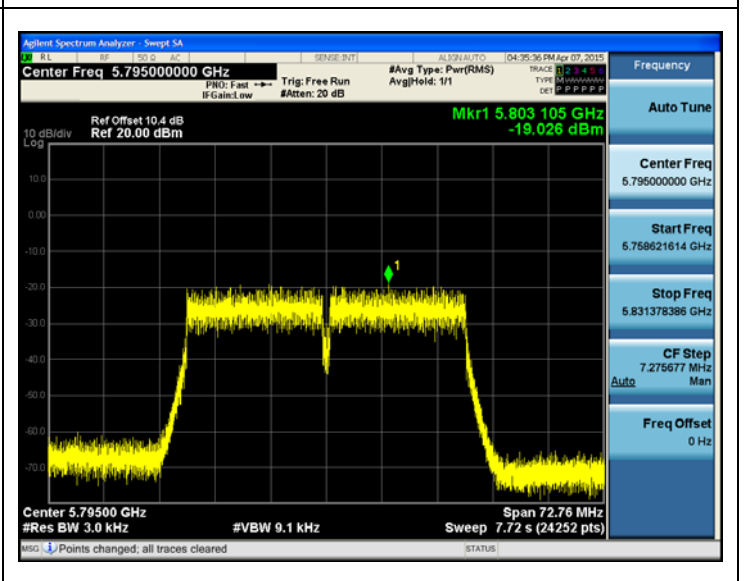 Agilent Spectrum Analyzer - Swept SA
RL RF 50 Ω AC SENSE:INT ALIGN AUTO 04:35:36 PM Apr 07, 2015
Center Freq 5.795000000 GHz
PNO: Fast
IFGain:Low
Trig: Free Run
#Atten: 20 dB
#Avg Type: Pwr(RMS)
Avg|Hold: 1/1
TRACE 1 2 3 4 5 6
TYPE
DET P P P P P P
Mkr1 5.803 105 GHz
-19.026 dBm
Ref Offset 10.4 dB
10 dB/div Ref 20.00 dBm
Log
10.0
0.00
-10.0
-20.0
-30.0
-40.0
-50.0
-60.0
-70.0
1
Center 5.79500 GHz Span 72.76 MHz
#Res BW 3.0 kHz #VBW 9.1 kHz Sweep 7.72 s (24252 pts)
MSG Points changed; all traces cleared STATUS
Frequency
Auto Tune
Center Freq
5.795000000 GHz
Start Freq
5.758621614 GHz
Stop Freq
5.831378386 GHz
CF Step
7.275677 MHz
Auto Man
Freq Offset
0 Hz